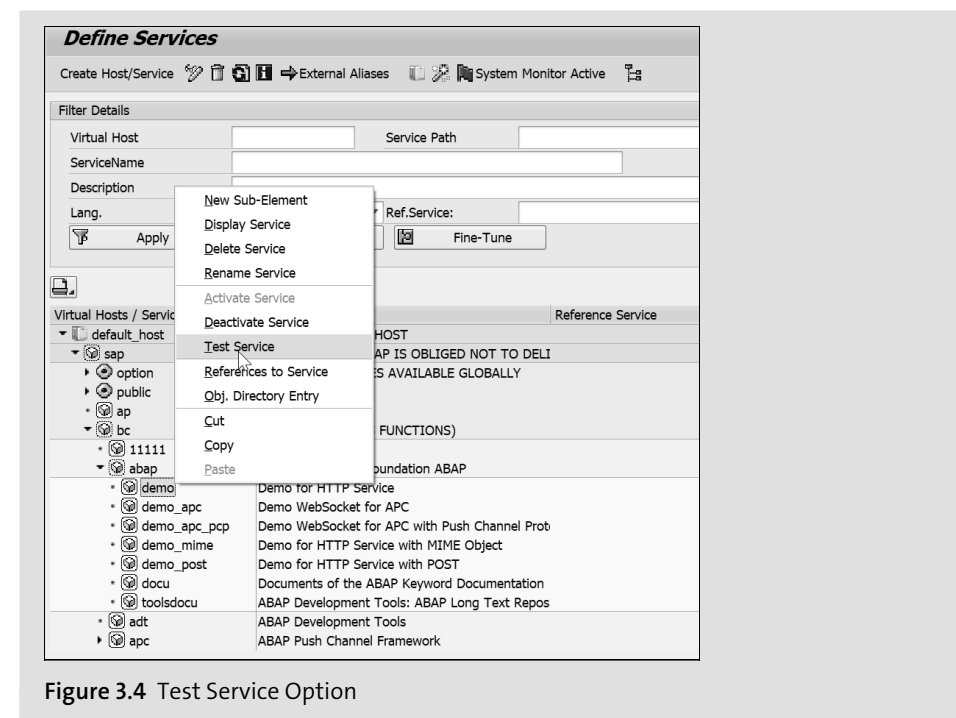 Define Services
Create Host/Service External Aliases System Monitor Active
Filter Details
Virtual Host Service Path
ServiceName
Description
Lang. Ref.Service:
Apply Fine-Tune
New Sub-Element
Display Service
Delete Service
Rename Service
Activate Service
Deactivate Service
Test Service
References to Service
Obj. Directory Entry
Cut
Copy
Paste
Virtual Hosts / Servic Reference Service
default_host HOST
sap AP IS OBLIGED NOT TO DELI
option ES AVAILABLE GLOBALLY
public
ap
bc FUNCTIONS)
11111
abap oundation ABAP
demo Demo for HTTP Service
demo_apc Demo WebSocket for APC
demo_apc_pcp Demo WebSocket for APC with Push Channel Prot
demo_mime Demo for HTTP Service with MIME Object
demo_post Demo for HTTP Service with POST
docu Documents of the ABAP Keyword Documentation
toolsdocu ABAP Development Tools: ABAP Long Text Repos
adt ABAP Development Tools
apc ABAP Push Channel Framework
Figure 3.4 Test Service Option